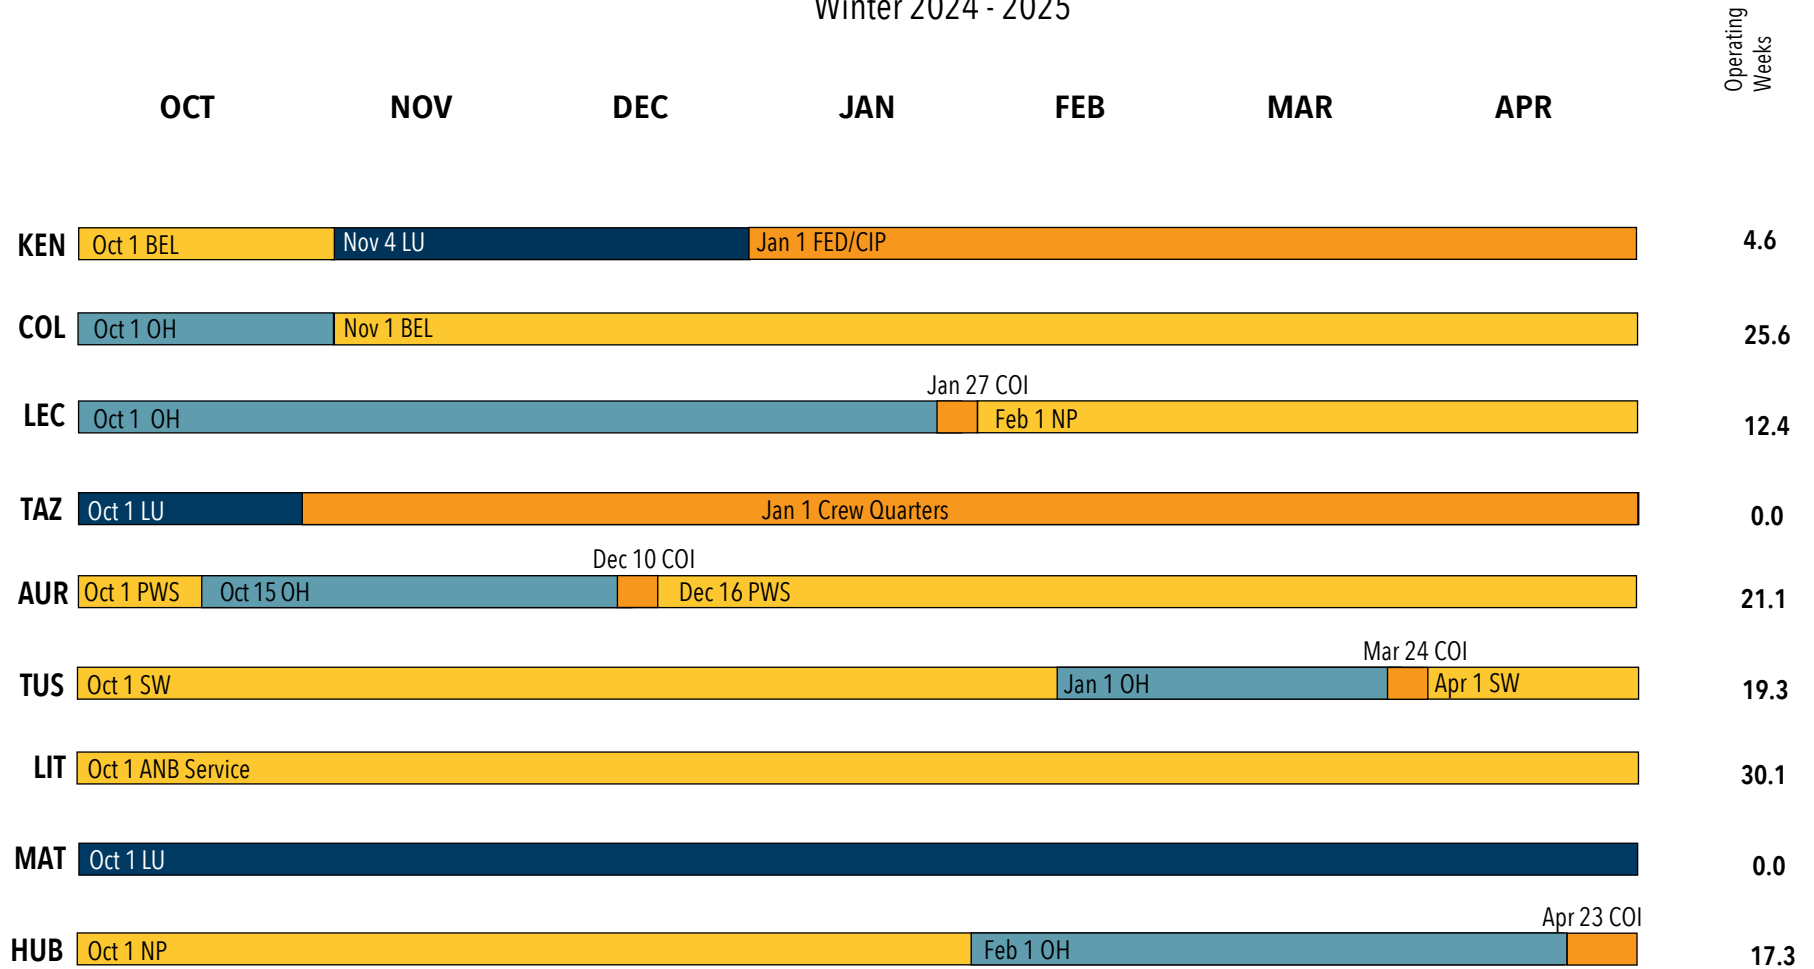 Winter 2024 - 2025
Operating
Weeks
OCT NOV DEC JAN FEB MAR APR
KEN Oct 1 BEL Nov 4 LU Jan 1 FED/CIP 4.6
COL Oct 1 OH Nov 1 BEL 25.6
Jan 27 COI
LEC Oct 1 OH Feb 1 NP 12.4
TAZ Oct 1 LU Jan 1 Crew Quarters 0.0
Dec 10 COI
AUR Oct 1 PWS Oct 15 OH Dec 16 PWS 21.1
Mar 24 COI
TUS Oct 1 SW Jan 1 OH Apr 1 SW 19.3
LIT Oct 1 ANB Service 30.1
MAT Oct 1 LU 0.0
Apr 23 COI
HUB Oct 1 NP Feb 1 OH 17.3